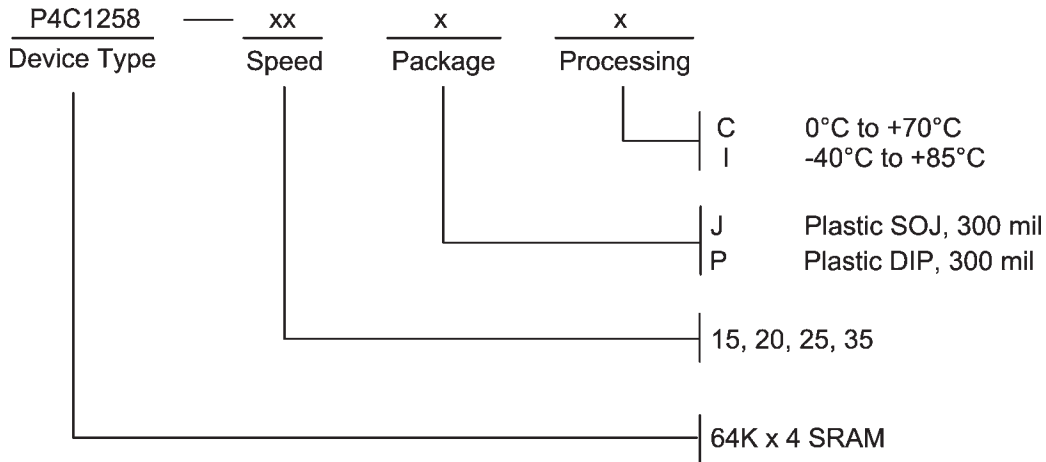 P4C1258 — xx x x
Device Type Speed Package Processing
C 0°C to +70°C
I -40°C to +85°C
J Plastic SOJ, 300 mil
P Plastic DIP, 300 mil
15, 20, 25, 35
64K x 4 SRAM